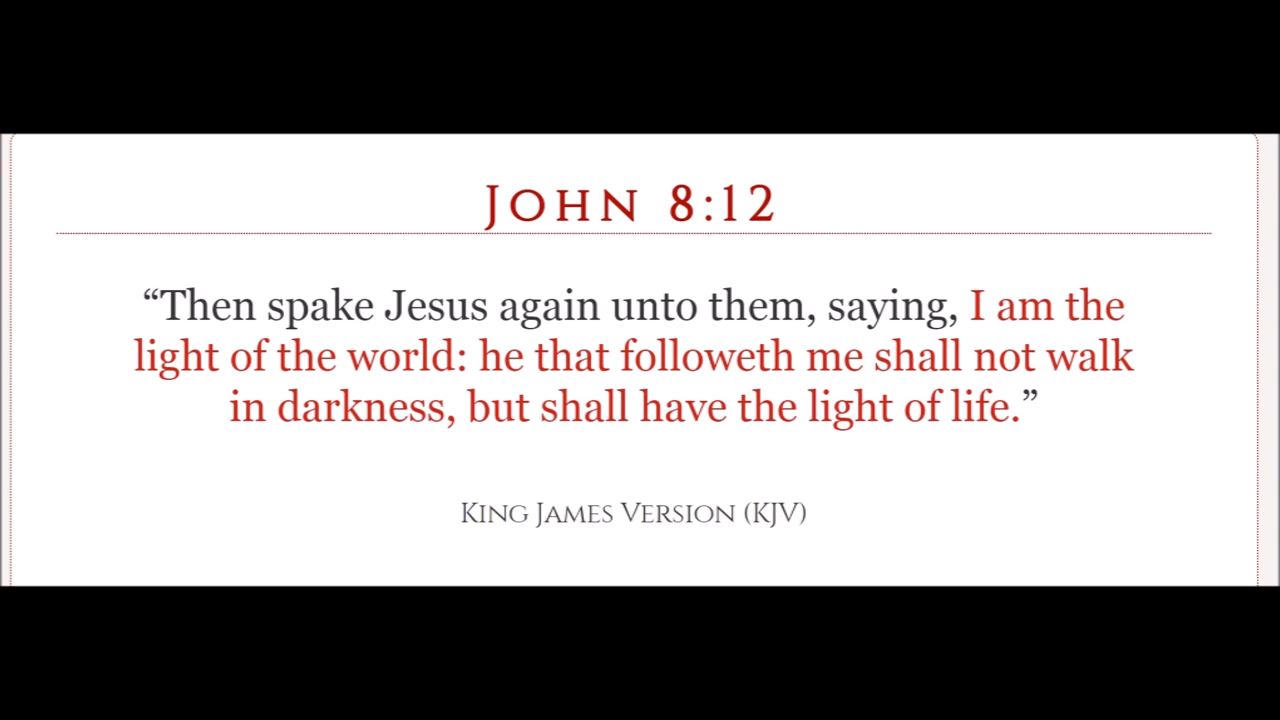 John 8:12
“Then spake Jesus again unto them, saying, I am the
light of the world: he that followeth me shall not walk
in darkness, but shall have the light of life.”
King James Version (KJV)